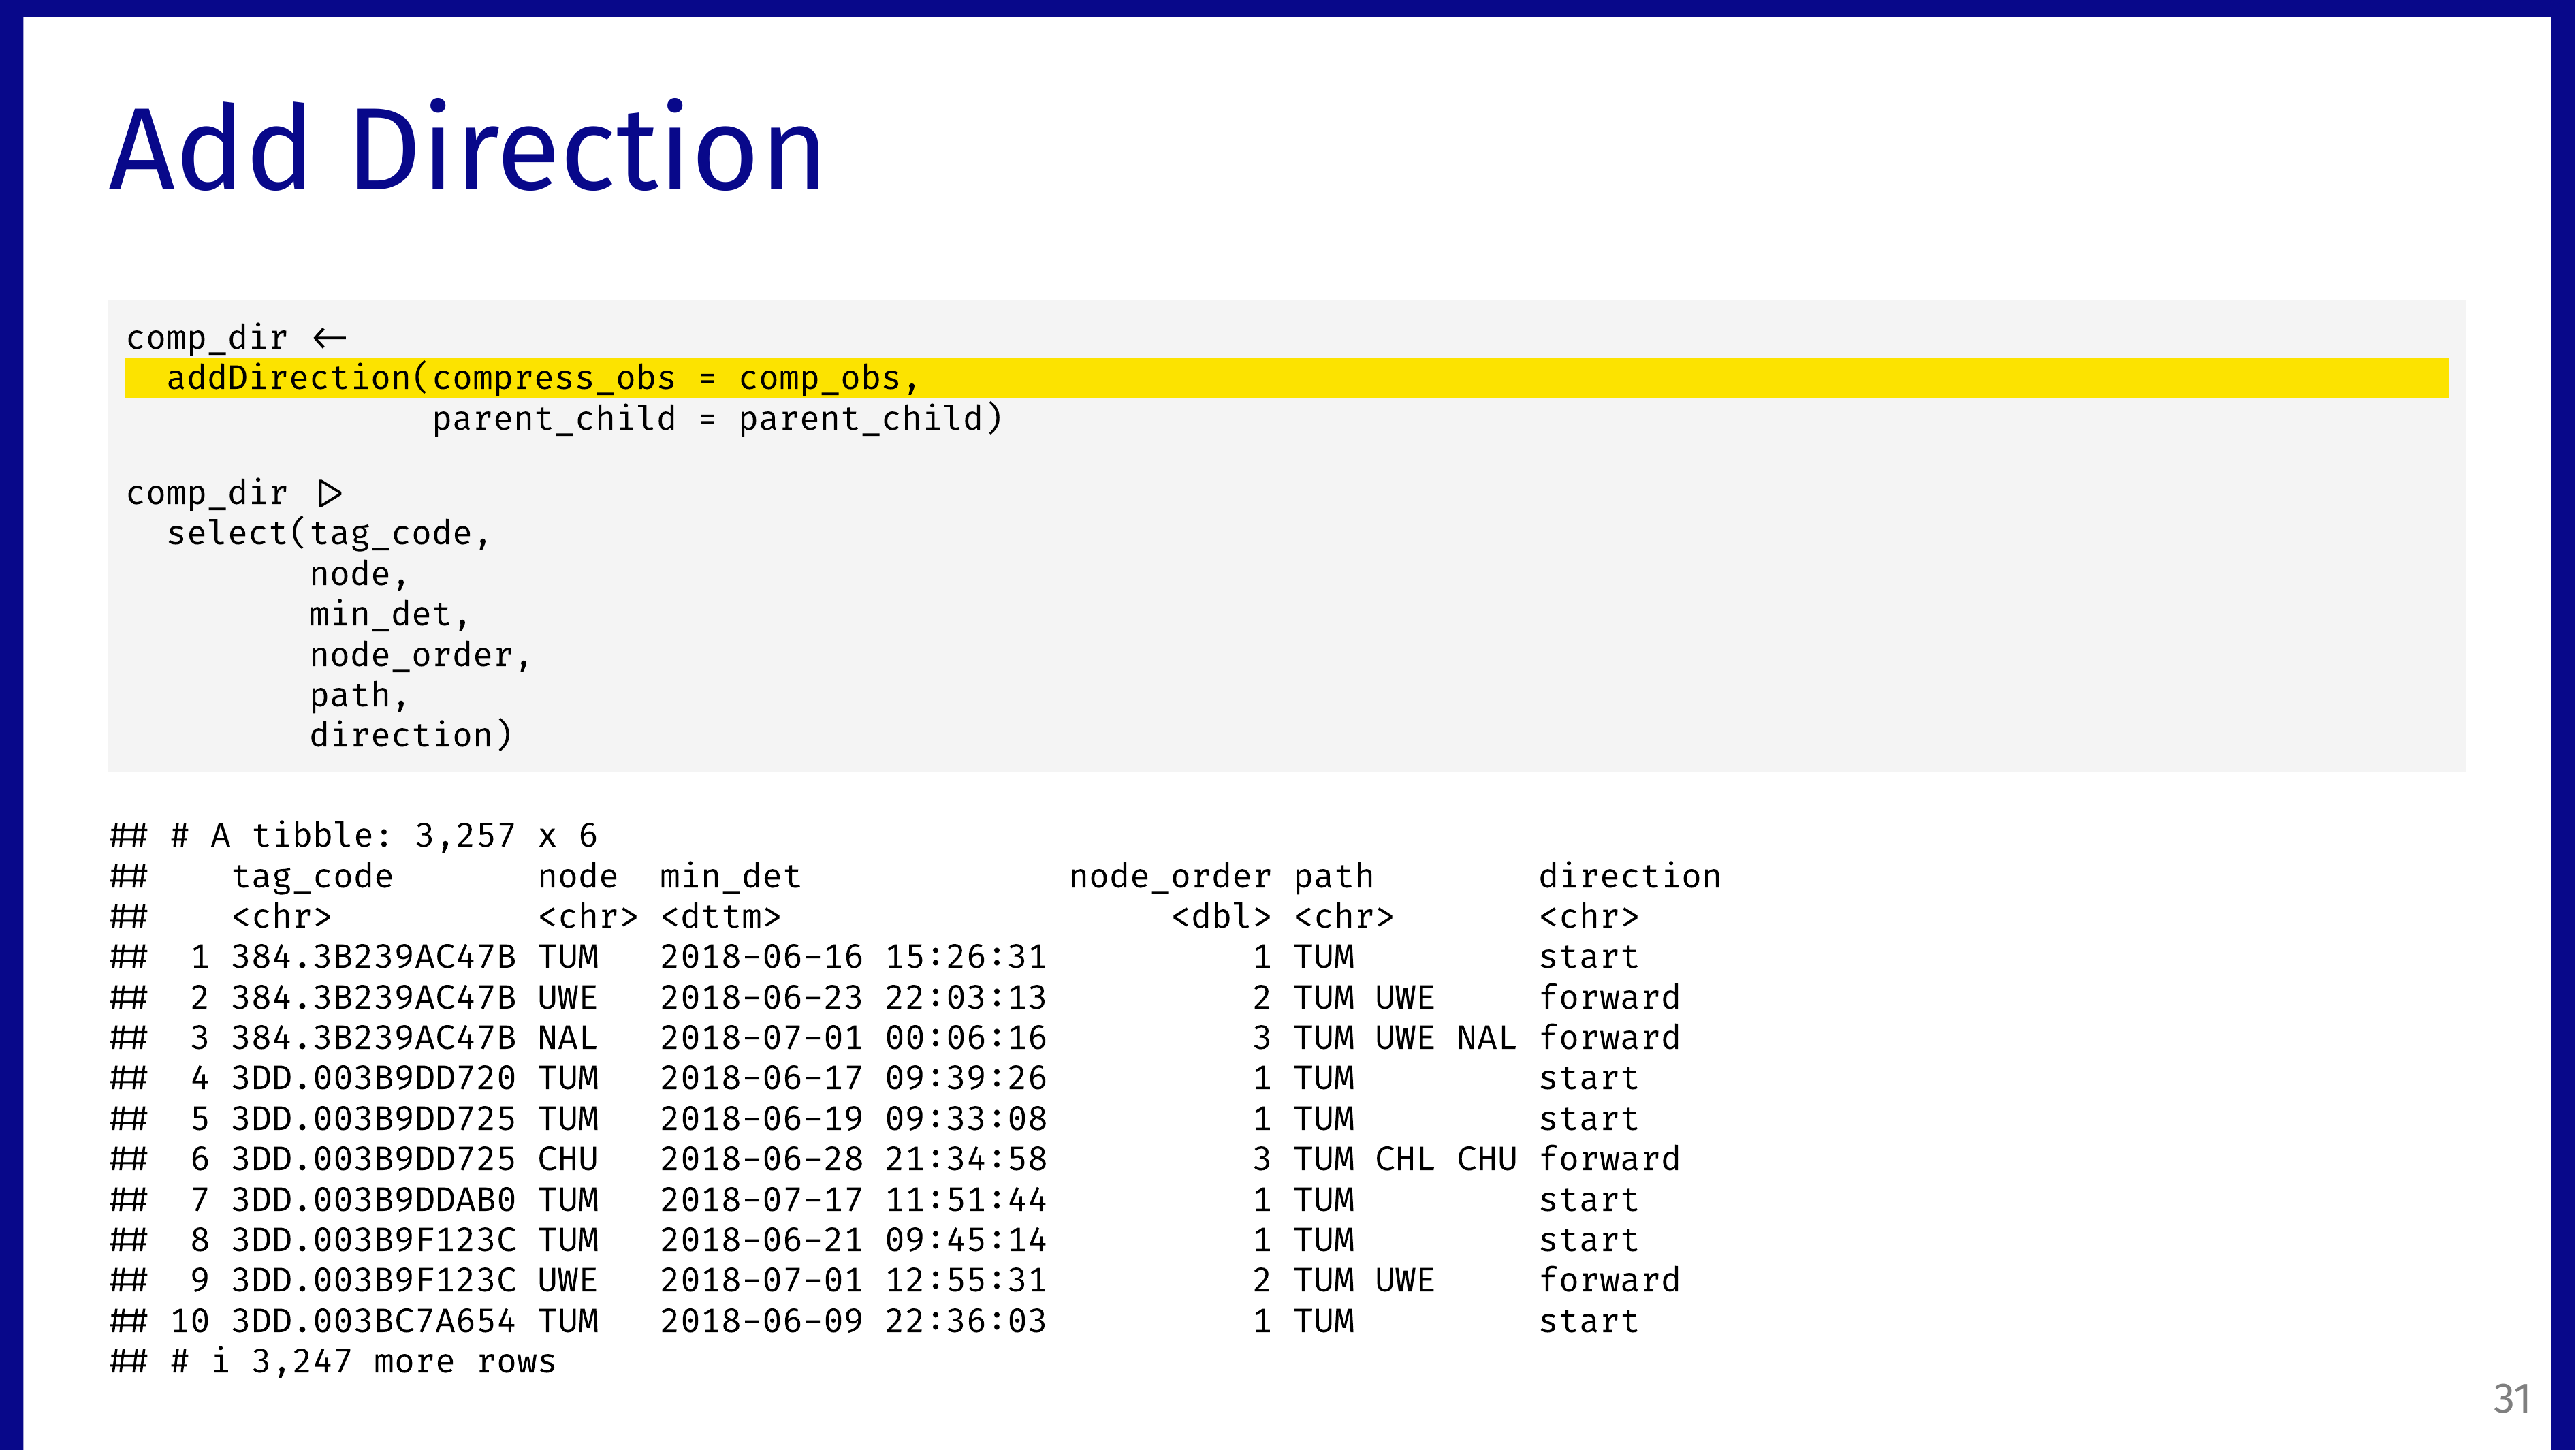 Add Direction
comp_dir <-
  addDirection(compress_obs = comp_obs,
               parent_child = parent_child)
comp_dir |>
  select(tag_code,
         node,
         min_det,
         node_order,
         path,
         direction)
## # A tibble: 3,257 x 6
##    tag_code       node  min_det             node_order path        direction
##    <chr>          <chr> <dttm>                   <dbl> <chr>       <chr>
##  1 384.3B239AC47B TUM   2018-06-16 15:26:31          1 TUM         start
##  2 384.3B239AC47B UWE   2018-06-23 22:03:13          2 TUM UWE     forward
##  3 384.3B239AC47B NAL   2018-07-01 00:06:16          3 TUM UWE NAL forward
##  4 3DD.003B9DD720 TUM   2018-06-17 09:39:26          1 TUM         start
##  5 3DD.003B9DD725 TUM   2018-06-19 09:33:08          1 TUM         start
##  6 3DD.003B9DD725 CHU   2018-06-28 21:34:58          3 TUM CHL CHU forward
##  7 3DD.003B9DDAB0 TUM   2018-07-17 11:51:44          1 TUM         start
##  8 3DD.003B9F123C TUM   2018-06-21 09:45:14          1 TUM         start
##  9 3DD.003B9F123C UWE   2018-07-01 12:55:31          2 TUM UWE     forward
## 10 3DD.003BC7A654 TUM   2018-06-09 22:36:03          1 TUM         start
## # i 3,247 more rows
31